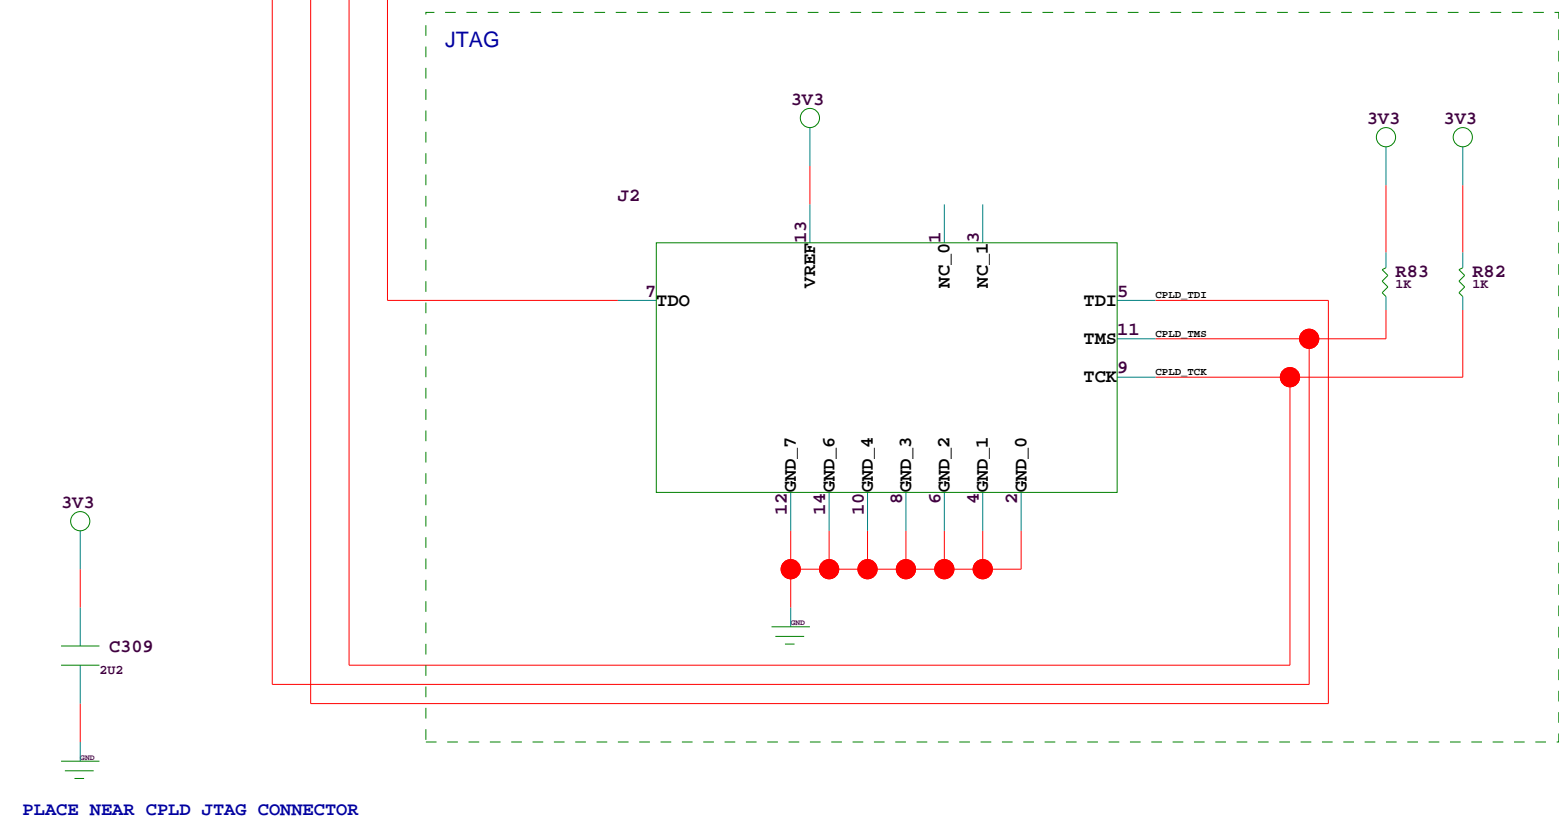 JTAG
3V3
3V3
3V3
J2
13
VREF
1
NC_0
3
NC_1
R83
1K
R82
1K
7
TDO
TDI
5
CPLD_TDI
TMS
11
CPLD_TMS
TCK
9
CPLD_TCK
GND_7
GND_6
GND_4
GND_3
GND_2
GND_1
GND_0
12
14
10
8
6
4
2
GND
3V3
C309
2U2
GND
PLACE NEAR CPLD JTAG CONNECTOR